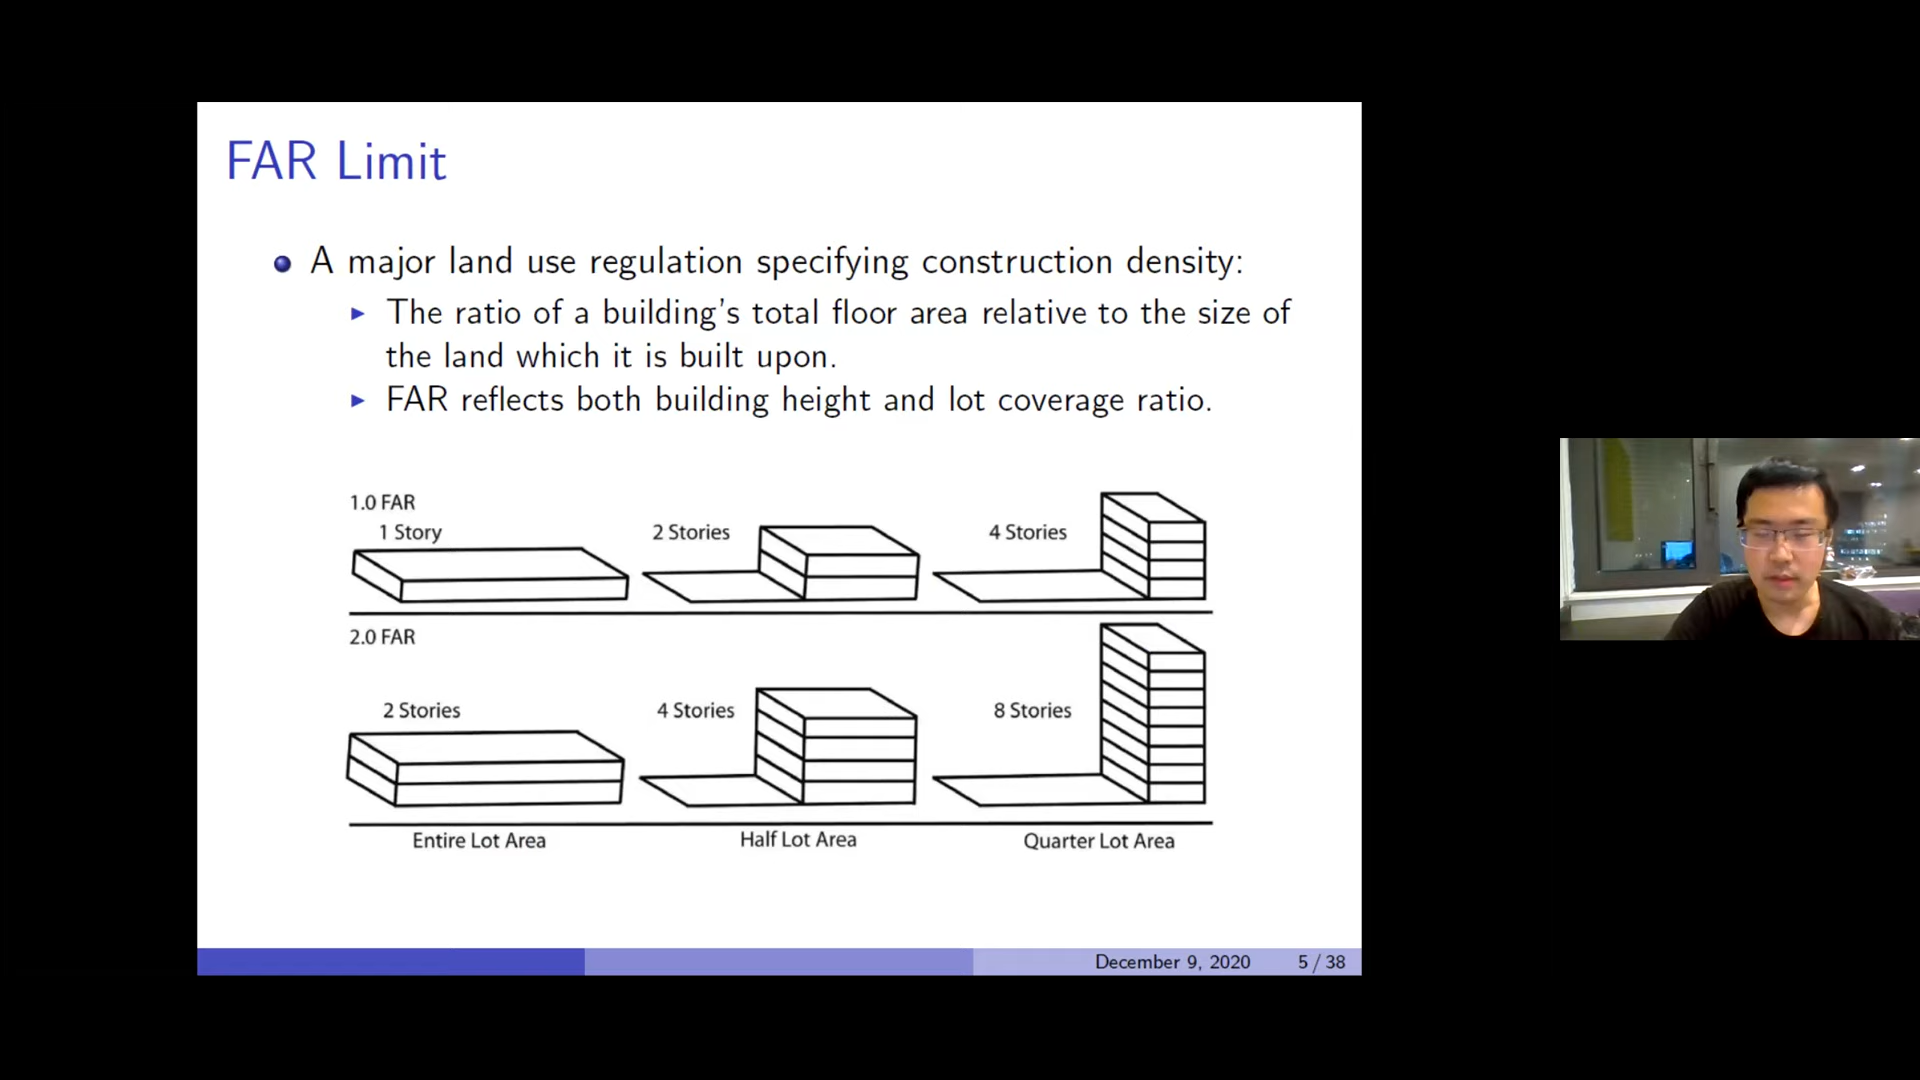 FAR Limit
A major land use regulation specifying construction density:
The ratio of a building's total floor area relative to the size of
the land which it is built upon.
FAR reflects both building height and lot coverage ratio.
1.0 FAR
1 Story
2 Stories
4 Stories
2.0 FAR
2 Stories
4 Stories
8 Stories
Entire Lot Area
Half Lot Area
Quarter Lot Area
December 9, 2020
5 / 38